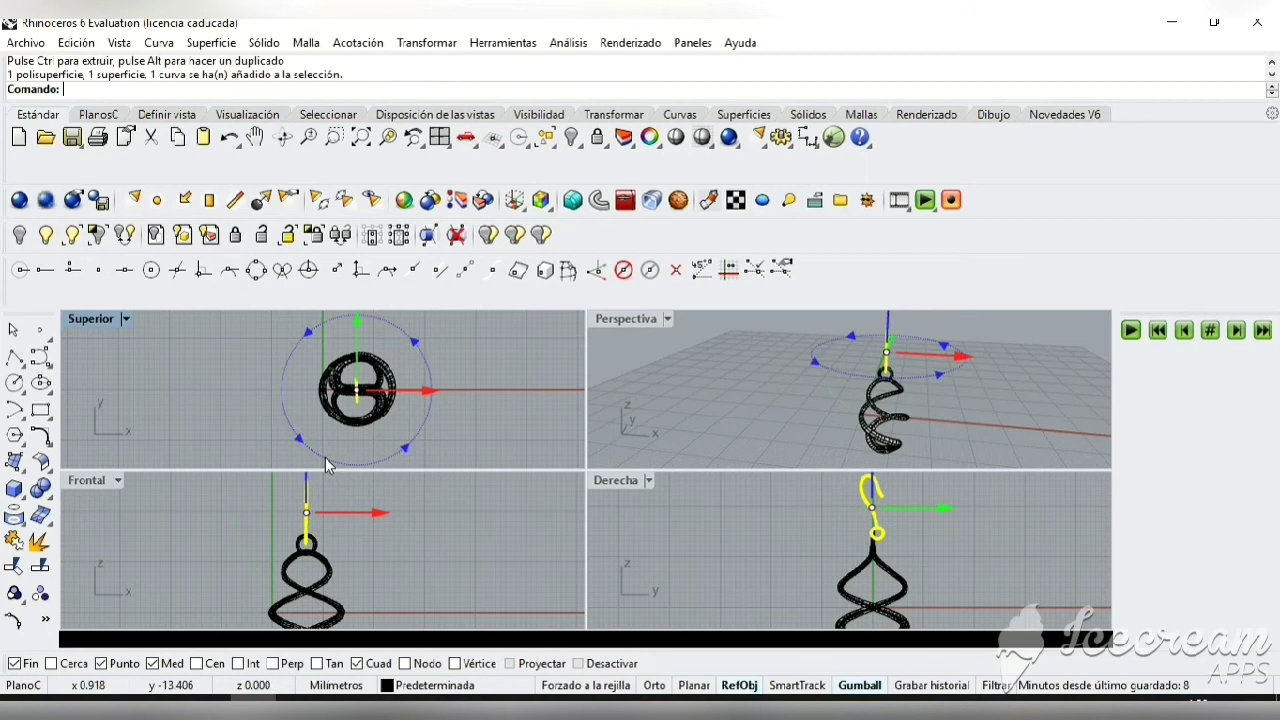 Rhinoceros 6 Evaluation (licencia caducada)
Archivo Edición Vista Curva Superficie Sólido Malla Acotación Transformar Herramientas Análisis Renderizado Paneles Ayuda
Pulse Ctrl para extruir, pulse Alt para hacer un duplicado
1 polisuperficie, 1 superficie, 1 curva se ha(n) añadido a la selección.
Comando:
Estándar PlanosC Definir vista Visualización Seleccionar Disposición de las vistas Visibilidad Transformar Curvas Superficies Sólidos Mallas Renderizado Dibujo Novedades V6
Superior Perspectiva
y x
z y x
Frontal Derecha
z x
z y
Icecream
APPS
Fin Cerca Punto Med Cen Int Perp Tan Cuad Nodo Vértice Proyectar Desactivar
PlanoC x 0.918 y -13.406 z 0.000 Milímetros Predeterminada Forzado a la rejilla Orto Planar RefObj SmartTrack Gumball Grabar historial Filtrar Minutos desde último guardado: 8